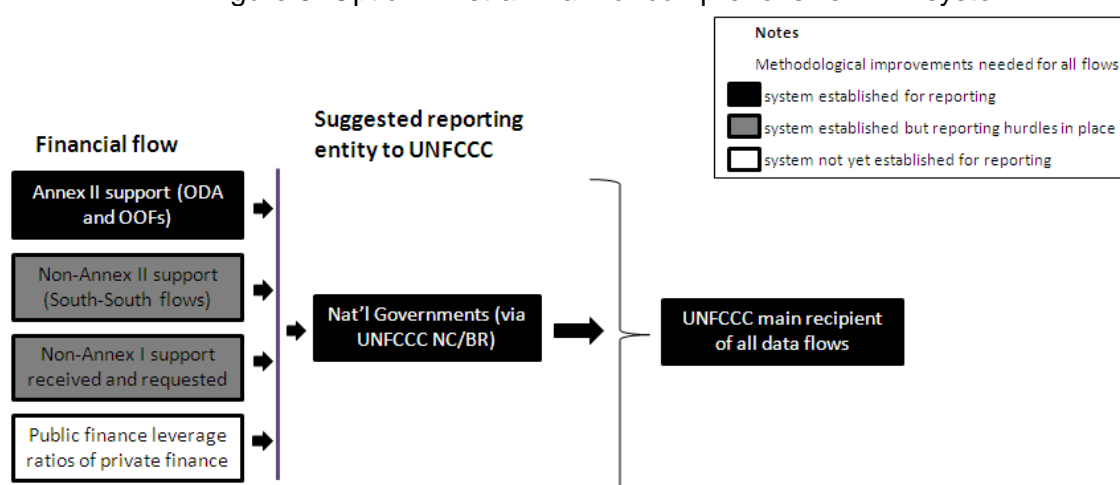 Notes
Methodological improvements needed for all flows
system established for reporting
system established but reporting hurdles in place
system not yet established for reporting
Financial flow
Suggested reporting
entity to UNFCCC
Annex II support (ODA
and OOFs)
Non-Annex II support
(South-South flows)
Non-Annex I support
received and requested
Public finance leverage
ratios of private finance
Nat'l Governments (via
UNFCCC NC/BR)
UNFCCC main recipient
of all data flows